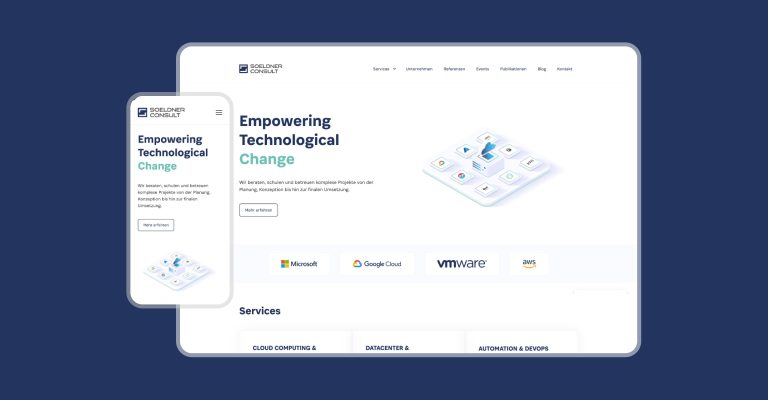 SOELDNER
CONSULT
Services Unternehmen Referenzen Events Publikationen Blog Kontakt
Empowering
Technological
Change
Wir beraten, schulen und betreuen komplexe Projekte von der
Planung, Konzeption bis hin zur finalen Umsetzung.
Mehr erfahren
Microsoft
Google Cloud
vmware
aws
Services
CLOUD COMPUTING &
DATACENTER &
AUTOMATION & DEVOPS
SOELDNER
CONSULT
Empowering
Technological
Change
Wir beraten, schulen und betreuen
komplexe Projekte von der Planung,
Konzeption bis hin zur finalen
Umsetzung.
Mehr erfahren